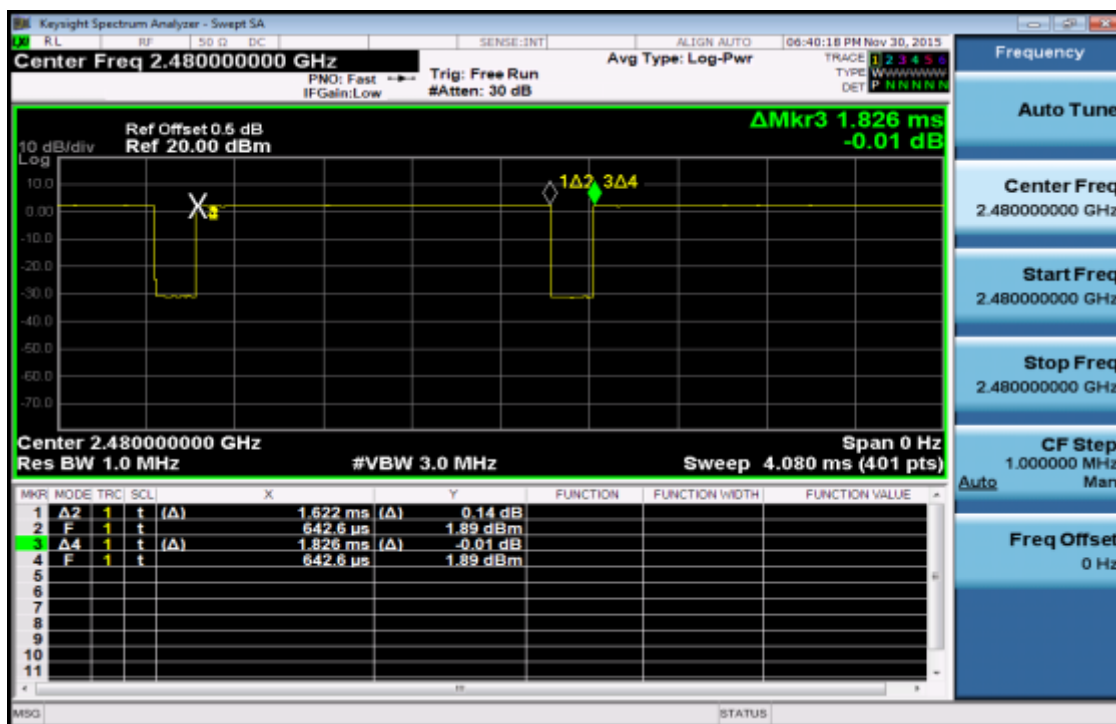 Keysight Spectrum Analyzer - Swept SA
LXI RL RF 50 Ω DC SENSE:INT ALIGN AUTO 06:40:18 PM Nov 30, 2015
Center Freq 2.480000000 GHz
PNO: Fast
IFGain:Low
Trig: Free Run
#Atten: 30 dB
Avg Type: Log-Pwr
TRACE 1 2 3 4 5 6
TYPE W W W W W W
DET P N N N N N
Ref Offset 0.5 dB
10 dB/div Ref 20.00 dBm
Log
ΔMkr3 1.826 ms
-0.01 dB
10.0
0.00
-10.0
-20.0
-30.0
-40.0
-50.0
-60.0
-70.0
1Δ2 3Δ4
Center 2.480000000 GHz Span 0 Hz
Res BW 1.0 MHz #VBW 3.0 MHz Sweep 4.080 ms (401 pts)
MKR MODE TRC SCL X Y FUNCTION FUNCTION WIDTH FUNCTION VALUE
1 Δ2 1 t (Δ) 1.622 ms (Δ) 0.14 dB
2 F 1 t 642.6 µs 1.89 dBm
3 Δ4 1 t (Δ) 1.826 ms (Δ) -0.01 dB
4 F 1 t 642.6 µs 1.89 dBm
5
6
7
8
9
10
11
MSG STATUS
Frequency
Auto Tune
Center Freq
2.480000000 GHz
Start Freq
2.480000000 GHz
Stop Freq
2.480000000 GHz
CF Step
1.000000 MHz
Auto Man
Freq Offset
0 Hz